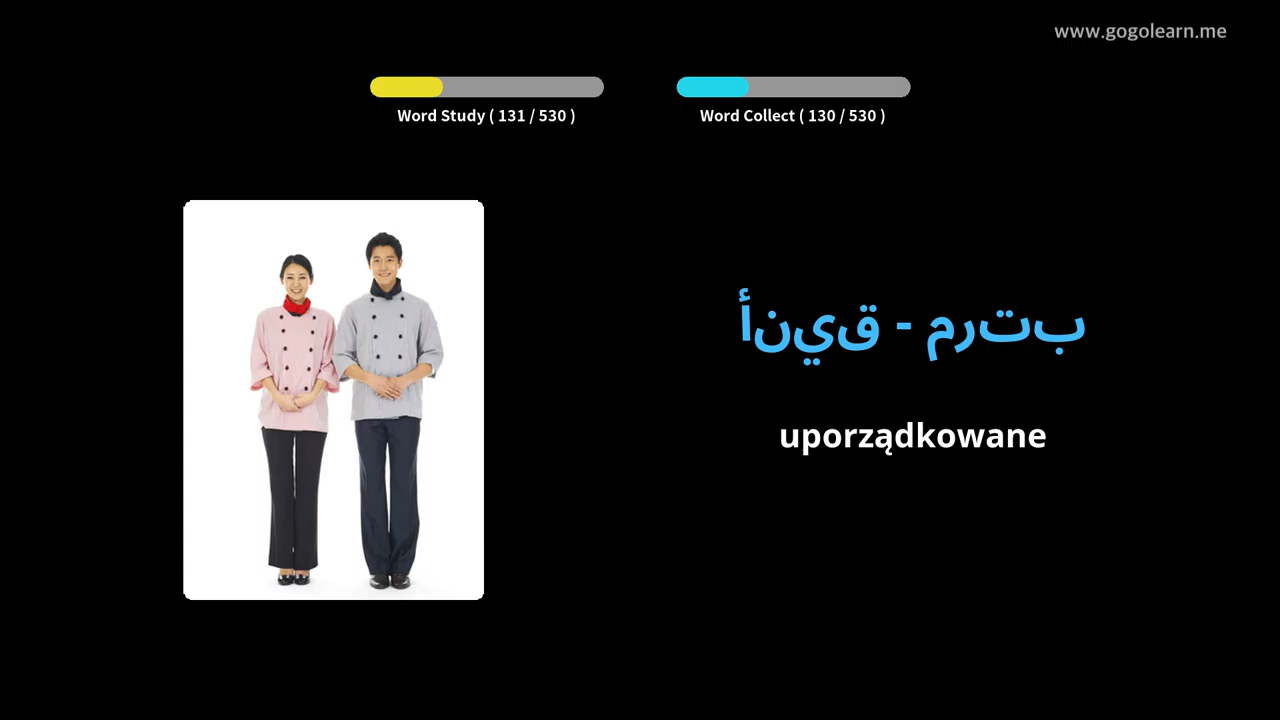 www.gogolearn.me
Word Study ( 131 / 530 )
Word Collect ( 130 / 530 )
أنيق - مرتب
uporządkowane